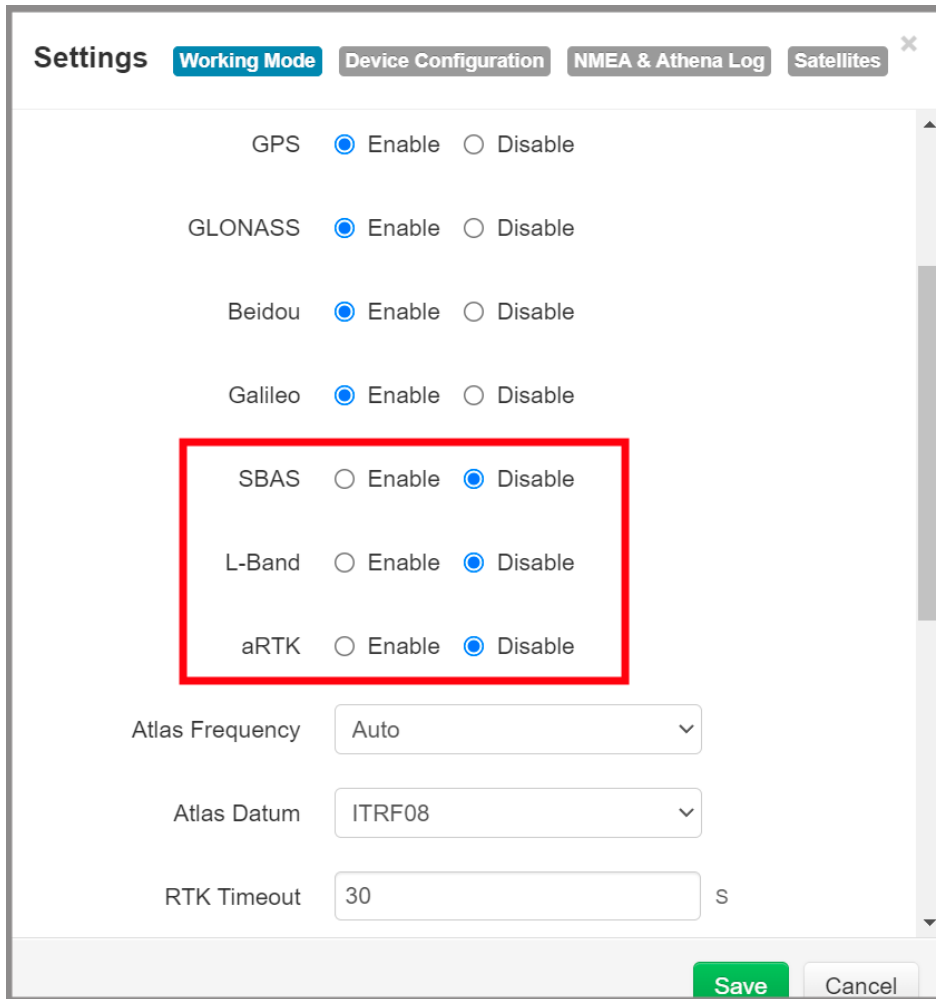 Settings Working Mode Device Configuration NMEA & Athena Log Satellites ×
GPS Enable Disable
GLONASS Enable Disable
Beidou Enable Disable
Galileo Enable Disable
SBAS Enable Disable
L-Band Enable Disable
aRTK Enable Disable
Atlas Frequency Auto
Atlas Datum ITRF08
RTK Timeout 30 S
Save Cancel